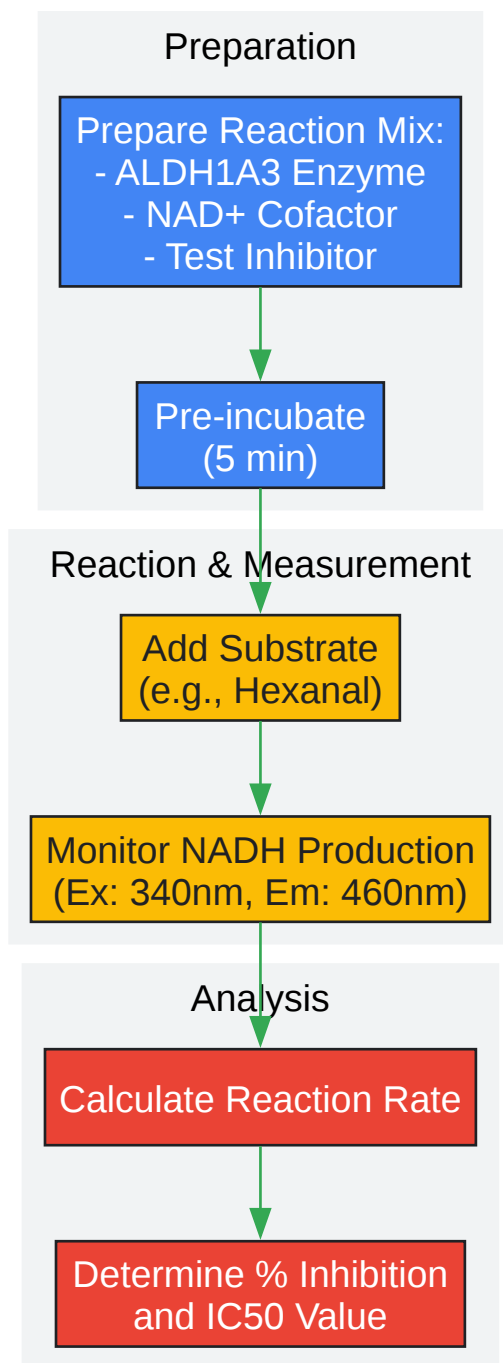 Preparation
Prepare Reaction Mix:
- ALDH1A3 Enzyme
- NAD+ Cofactor
- Test Inhibitor
Pre-incubate
(5 min)
Reaction & Measurement
Add Substrate
(e.g., Hexanal)
Monitor NADH Production
(Ex: 340nm, Em: 460nm)
Analysis
Calculate Reaction Rate
Determine % Inhibition
and IC50 Value